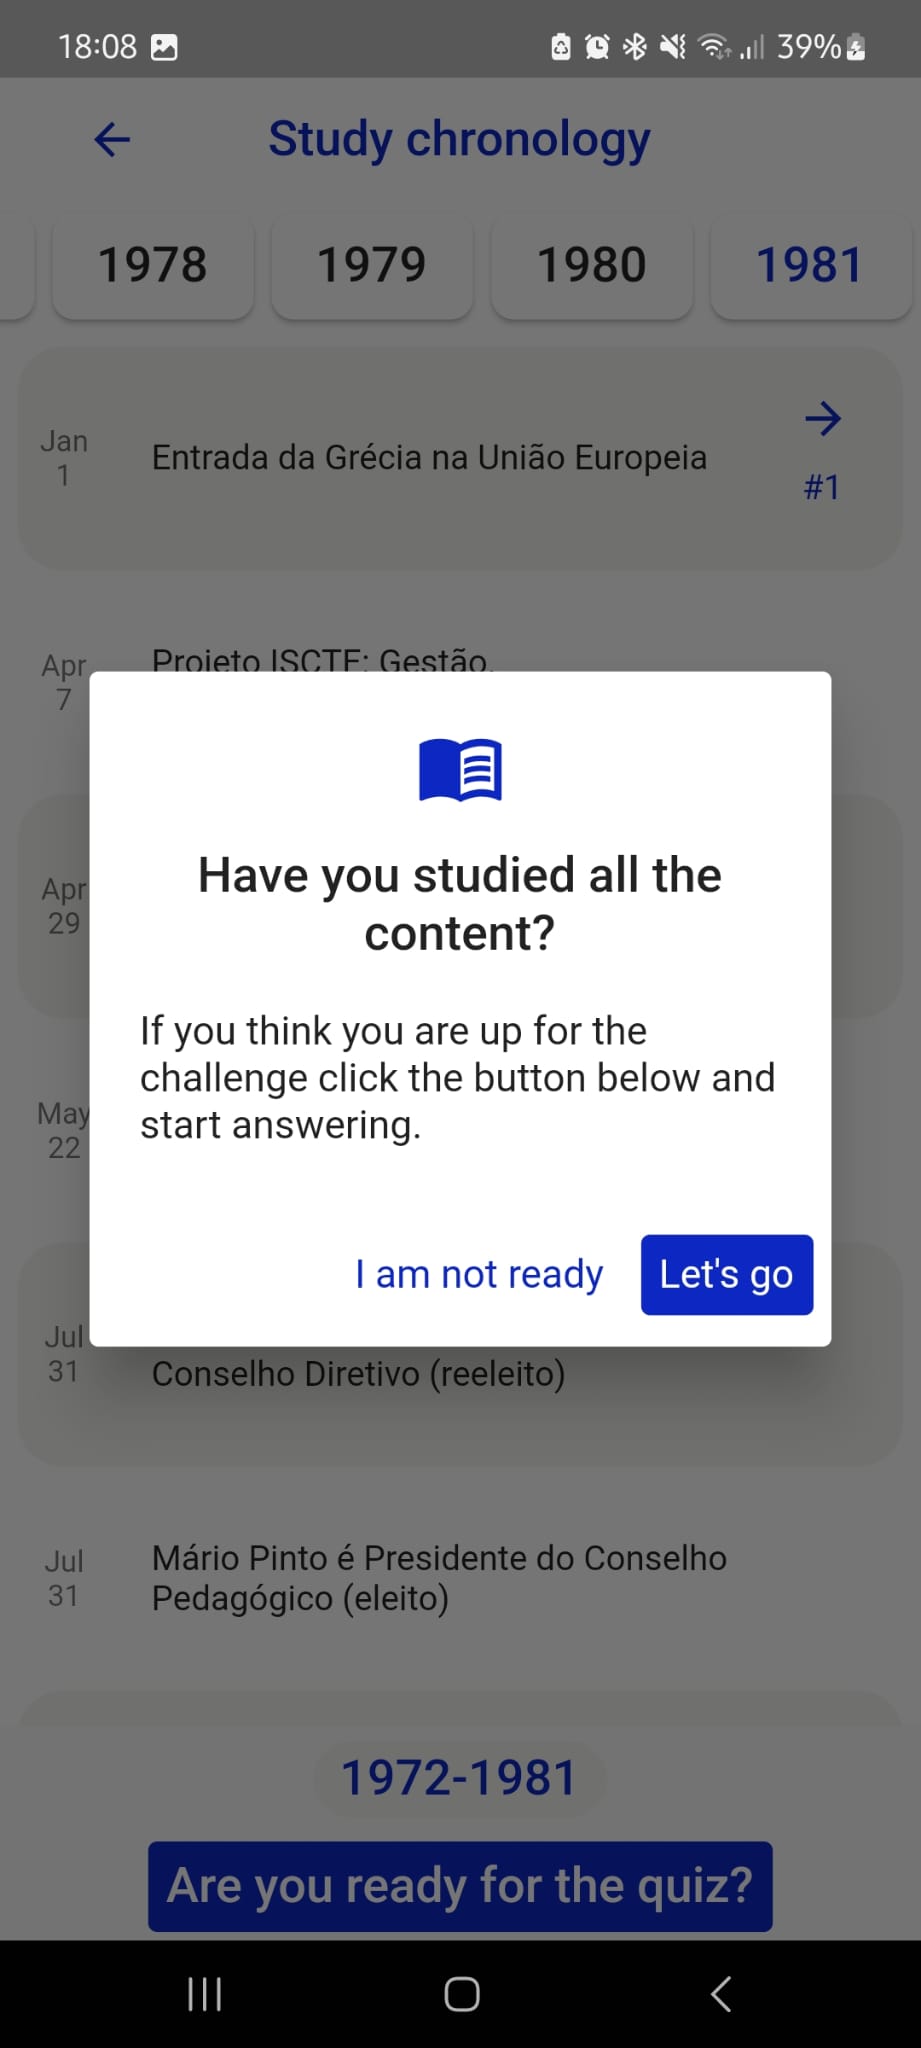 18:08
39%
Study chronology
1978
1979
1980
1981
Jan
1
Entrada da Grécia na União Europeia
#1
Apr
7
Projeto ISCTE: Gestão,
Have you studied all the
content?
If you think you are up for the
challenge click the button below and
start answering.
I am not ready
Let's go
Apr
29
May
22
Jul
31
Conselho Diretivo (reeleito)
Jul
31
Mário Pinto é Presidente do Conselho
Pedagógico (eleito)
1972-1981
Are you ready for the quiz?